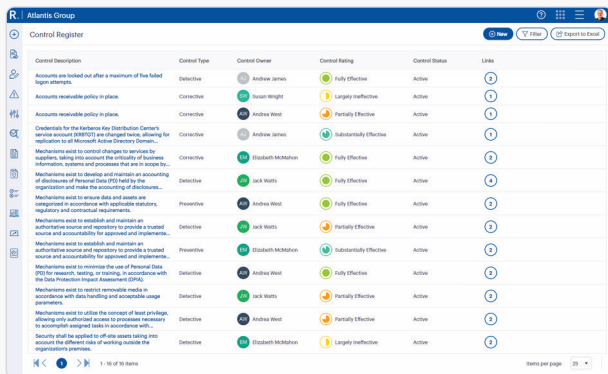 R. Atlantis Group
Control Register
New Filter Export to Excel
Control Description Control Type Control Owner Control Rating Control Status Links
Accounts are locked out after a maximum of five failed
logon attempts.
Detective AJ Andrew James Fully Effective Active 2
Accounts receivable policy in place. Corrective SW Susan Wright Largely Ineffective Active 1
Accounts receivable policy in place. Corrective AW Andrea West Fully Effective Active 1
Credentials for the Kerberos Key Distribution Center's
service account (KRBTGT) are changed twice, allowing for
replication to all Microsoft Active Directory Domain...
Corrective AJ Andrew James Substantially Effective Active 1
Mechanisms exist to control changes to services by
suppliers, taking into account the criticality of business
information, systems and processes that are in scope by...
Corrective EM Elizabeth McMahon Fully Effective Active 2
Mechanisms exist to develop and maintain an accounting
of disclosures of Personal Data (PD) held by the
organization and make the accounting of disclosures...
Detective JW Jack Watts Fully Effective Active 4
Mechanisms exist to ensure data and assets are
categorized in accordance with applicable statutory,
regulatory and contractual requirements.
Preventive AW Andrea West Fully Effective Active 2
Mechanisms exist to establish and maintain an
authoritative source and repository to provide a trusted
source and accountability for approved and implemente...
Detective JW Jack Watts Partially Effective Active 2
Mechanisms exist to establish and maintain an
authoritative source and repository to provide a trusted
source and accountability for approved and implemente...
Preventive EM Elizabeth McMahon Substantially Effective Active 2
Mechanisms exist to minimize the use of Personal Data
(PD) for research, testing, or training, in accordance with
the Data Protection Impact Assessment (DPIA).
Detective AW Andrea West Fully Effective Active 2
Mechanisms exist to restrict removable media in
accordance with data handling and acceptable usage
parameters.
Detective JW Jack Watts Partially Effective Active 2
Mechanisms exist to utilize the concept of least privilege,
allowing only authorized access to processes necessary
to accomplish assigned tasks in accordance with...
Detective AW Andrea West Partially Effective Active 2
Security shall be applied to off-site assets taking into
account the different risks of working outside the
organization's premises.
Detective EM Elizabeth McMahon Largely Ineffective Active 2
1 1 - 16 of 16 items Items per page: 25